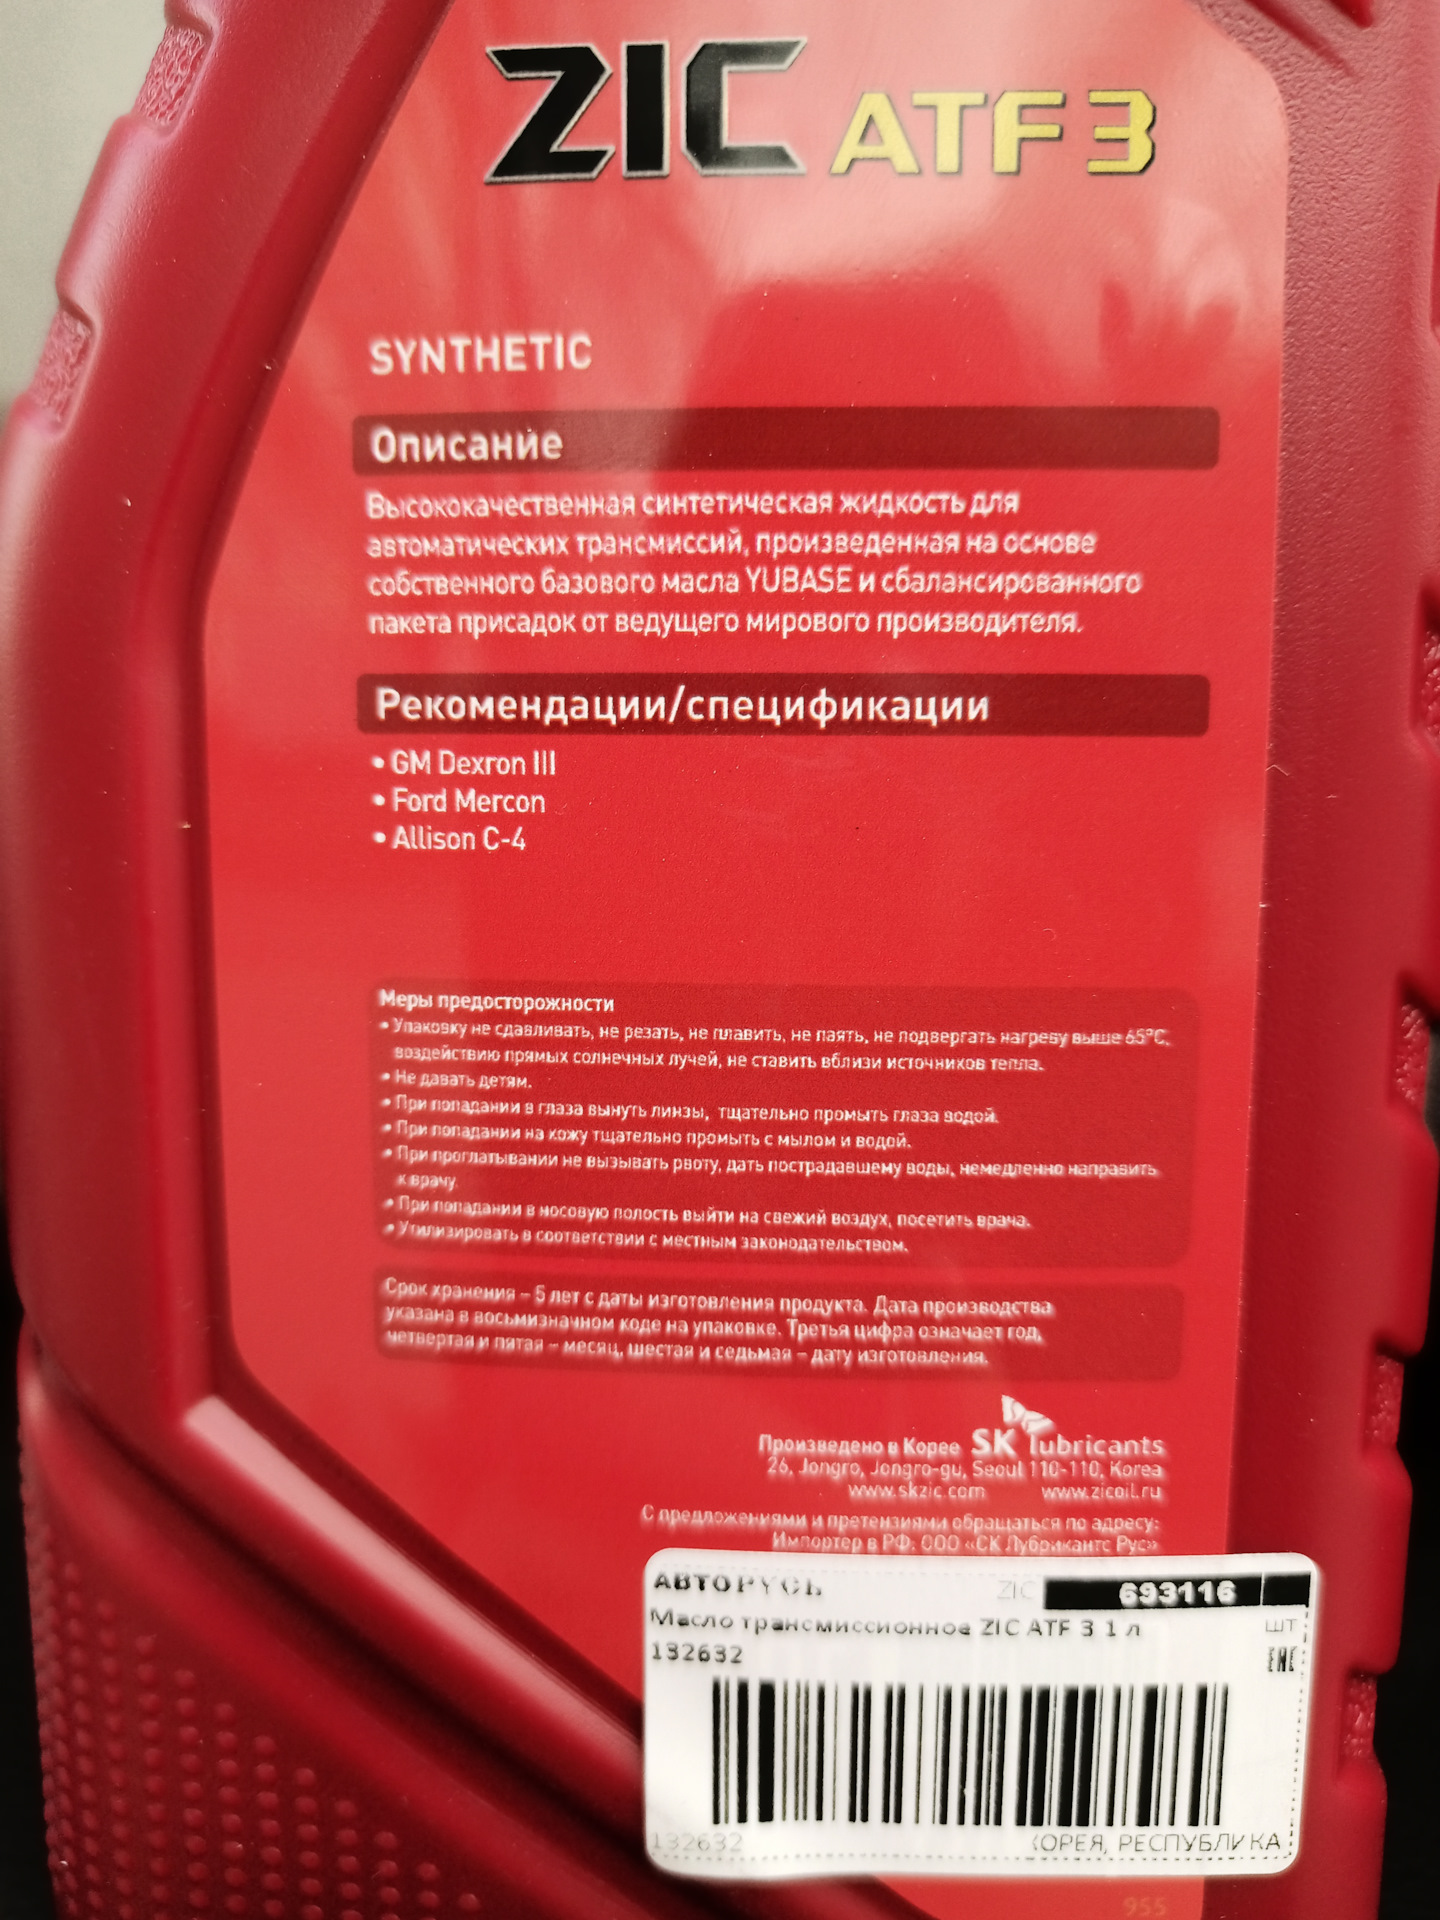 ZIC ATF 3
SYNTHETIC
Описание
Высококачественная синтетическая жидкость для
автоматических трансмиссий, произведенная на основе
собственного базового масла YUBASE и сбалансированного
пакета присадок от ведущего мирового производителя.
Рекомендации/спецификации
• GM Dexron III
• Ford Mercon
• Allison C-4
Меры предосторожности
• Упаковку не сдавливать, не резать, не плавить, не паять, не подвергать нагреву выше 65°C,
воздействию прямых солнечных лучей, не ставить вблизи источников тепла.
• Не давать детям.
• При попадании в глаза вынуть линзы, тщательно промыть глаза водой.
• При попадании на кожу тщательно промыть с мылом и водой.
• При проглатывании не вызывать рвоту, дать пострадавшему воды, немедленно направить
к врачу.
• При попадании в носовую полость выйти на свежий воздух, посетить врача.
• Утилизировать в соответствии с местным законодательством.
Срок хранения – 5 лет с даты изготовления продукта. Дата производства
указана в восьмизначном коде на упаковке. Третья цифра означает год,
четвертая и пятая – месяц, шестая и седьмая – дату изготовления.
Произведено в Корее SK lubricants
26, Jongro, Jongro-gu, Seoul 110-110, Korea
www.skzic.com www.zicoil.ru
С предложениями и претензиями обращаться по адресу:
Импортер в РФ: ООО «СК Лубрикантс Рус»
АВТОРУСЬ ZIC 693116
Масло трансмиссионное ZIC ATF 3 1 л шт
132632 EAC
132632 КОРЕЯ, РЕСПУБЛИКА
955